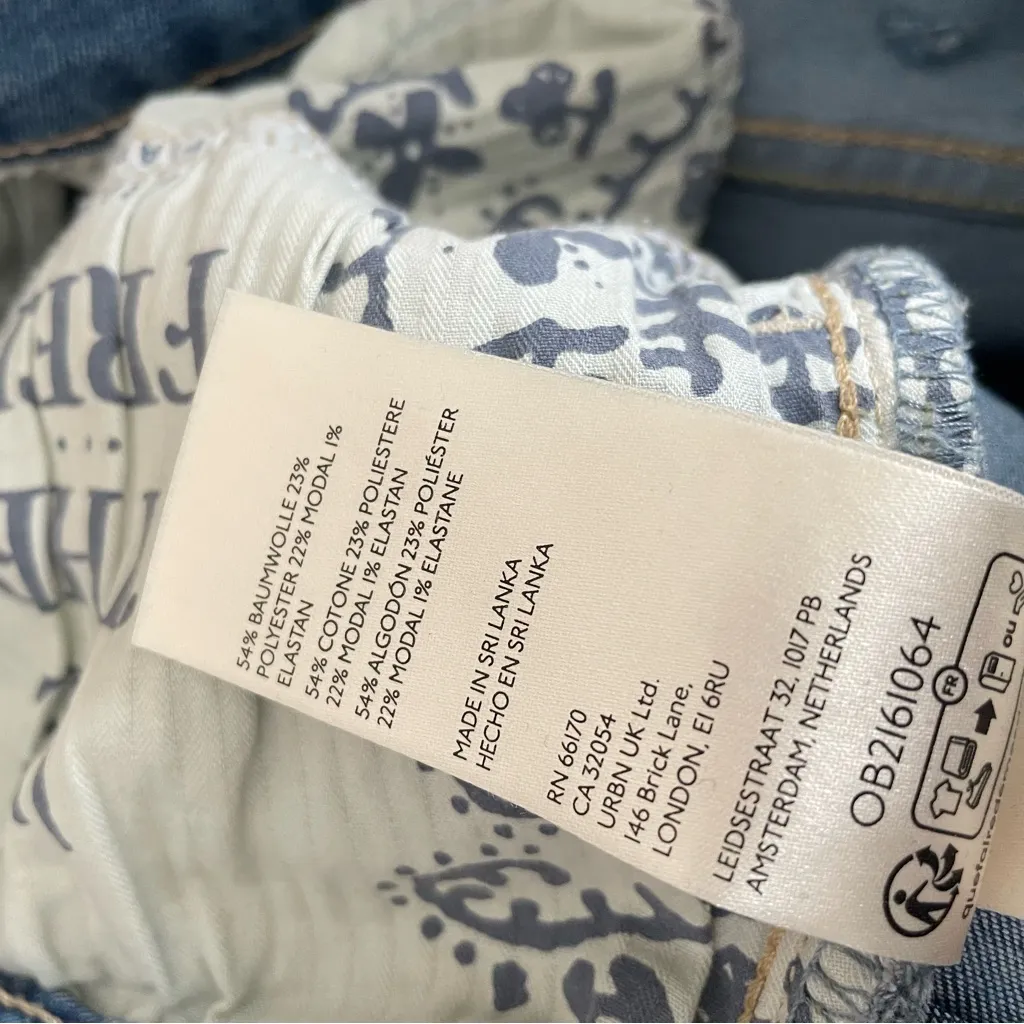 54% BAUMWOLLE 23%
POLYESTER 22% MODAL 1%
ELASTAN
54% COTONE 23% POLIESTERE
22% MODAL 1% ELASTAN
54% ALGODÓN 23% POLIÉSTER
22% MODAL 1% ELASTANE
MADE IN SRI LANKA
HECHO EN SRI LANKA
RN 66170
CA 32054
URBN UK Ltd.
146 Brick Lane,
LONDON. E1 6RU
LEIDSESTRAAT 32, 1017 PB
AMSTERDAM, NETHERLANDS
OB2161064
FR
ou